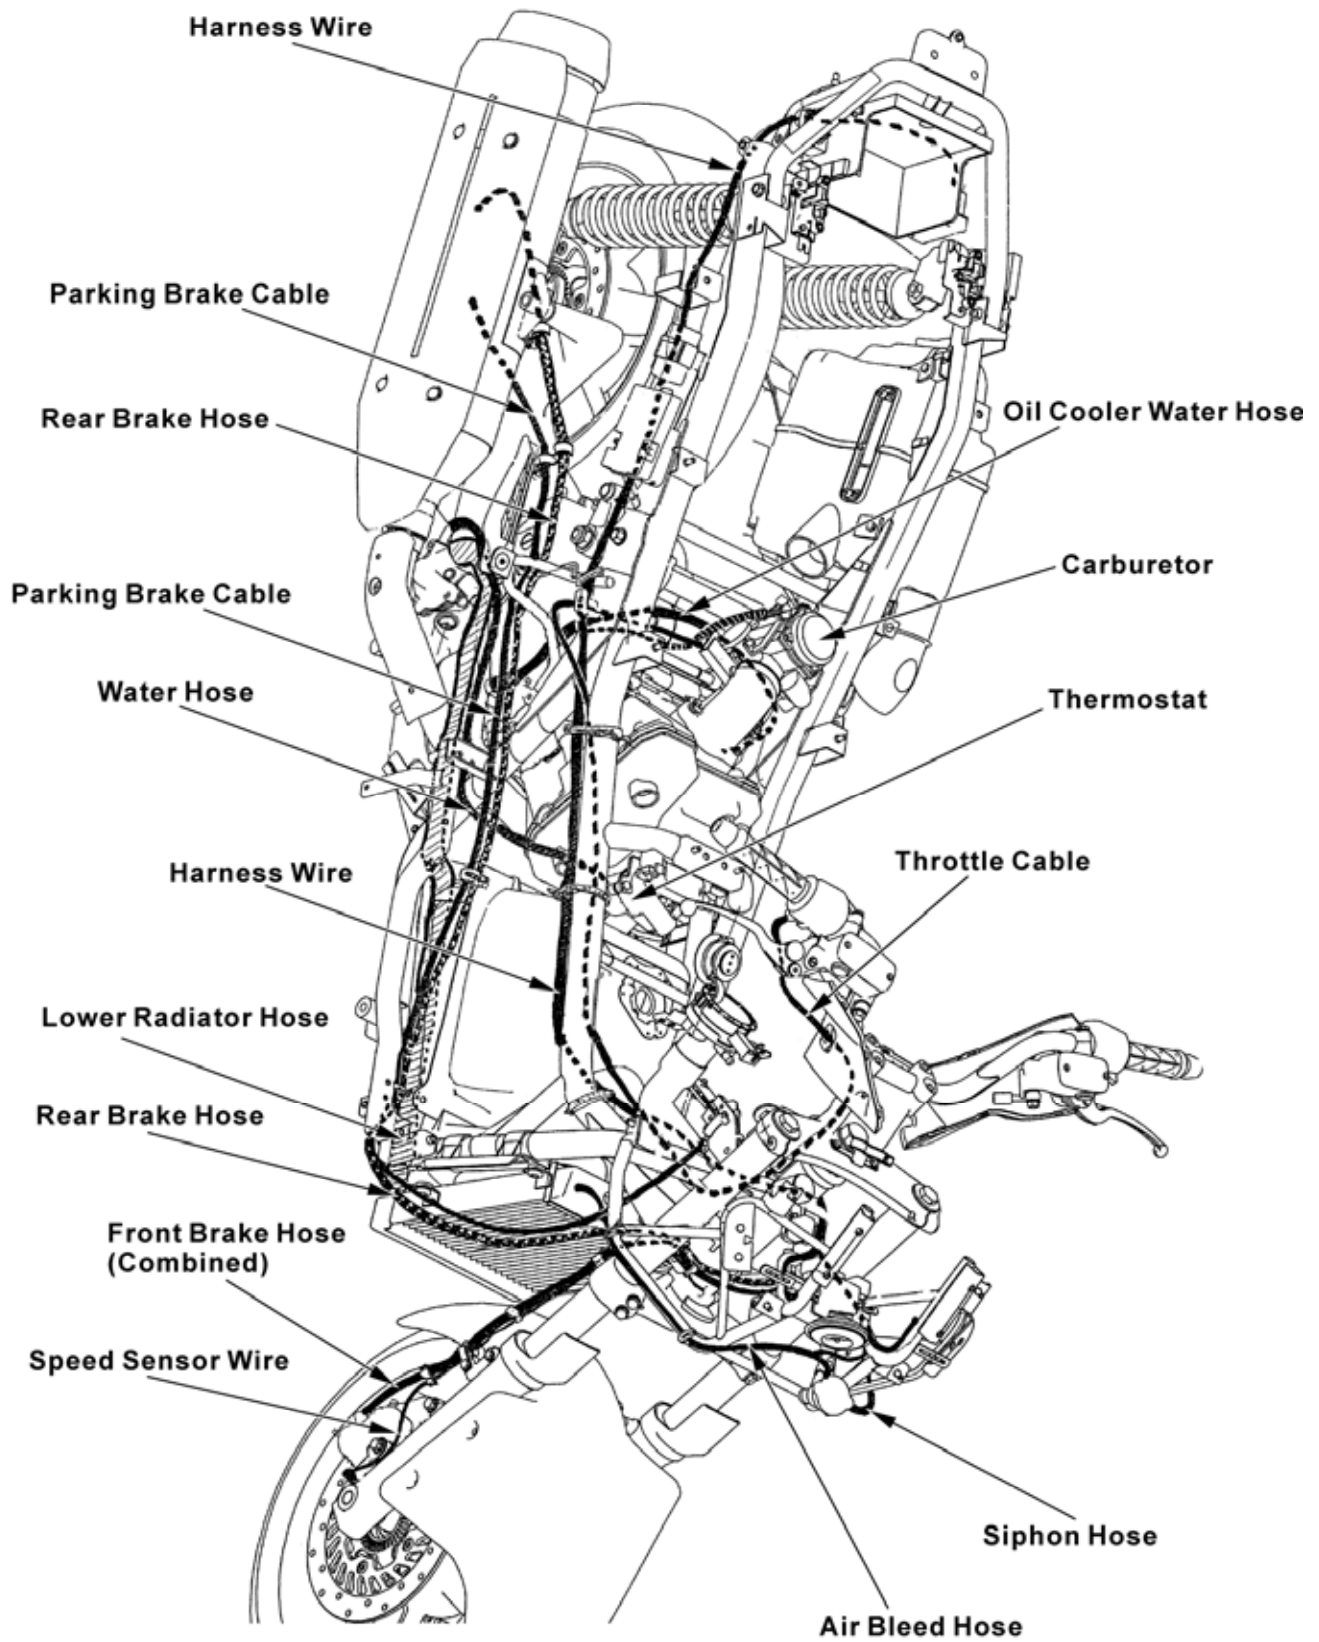 Harness Wire
Parking Brake Cable
Rear Brake Hose
Oil Cooler Water Hose
Carburetor
Parking Brake Cable
Water Hose
Thermostat
Throttle Cable
Harness Wire
Lower Radiator Hose
Rear Brake Hose
Front Brake Hose
(Combined)
Speed Sensor Wire
Siphon Hose
Air Bleed Hose